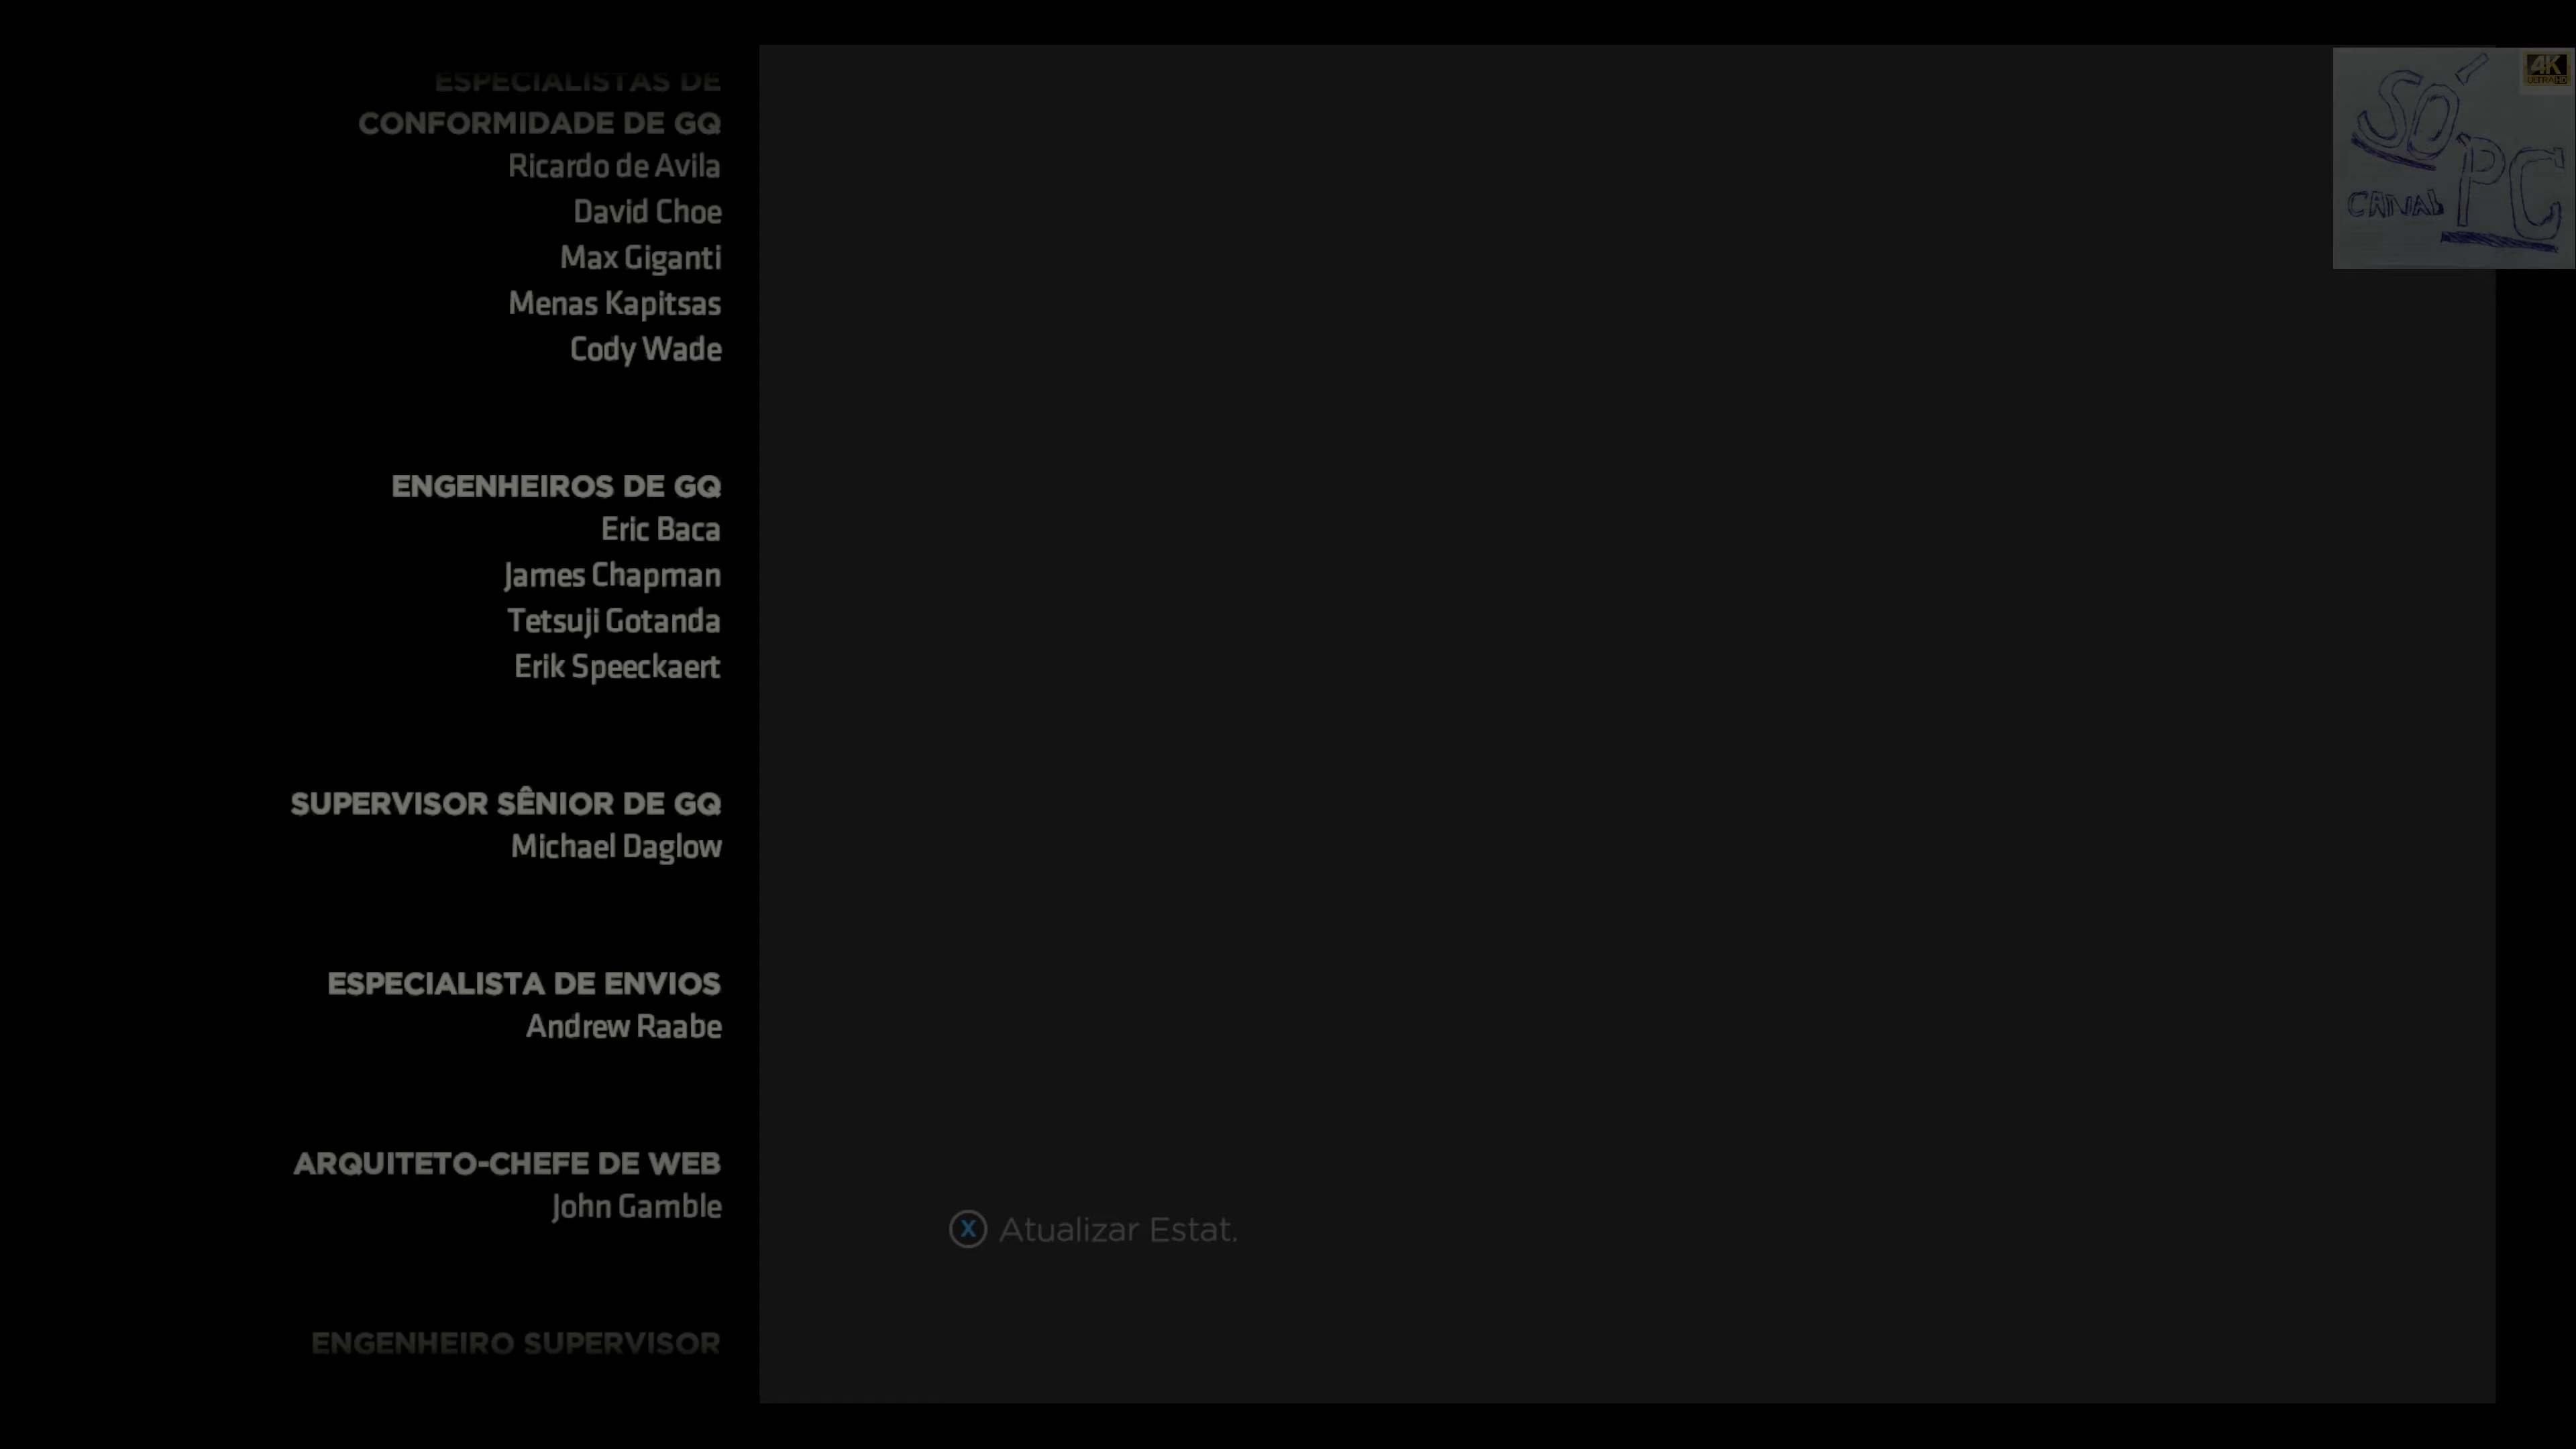 ESPECIALISTAS DE
CONFORMIDADE DE GQ
Ricardo de Avila
David Choe
Max Giganti
Menas Kapitsas
Cody Wade
ENGENHEIROS DE GQ
Eric Baca
James Chapman
Tetsuji Gotanda
Erik Speeckaert
SUPERVISOR SÊNIOR DE GQ
Michael Daglow
ESPECIALISTA DE ENVIOS
Andrew Raabe
ARQUITETO-CHEFE DE WEB
John Gamble
ENGENHEIRO SUPERVISOR
X Atualizar Estat.
4K
ULTRA HD
SÓ
CANAL PC